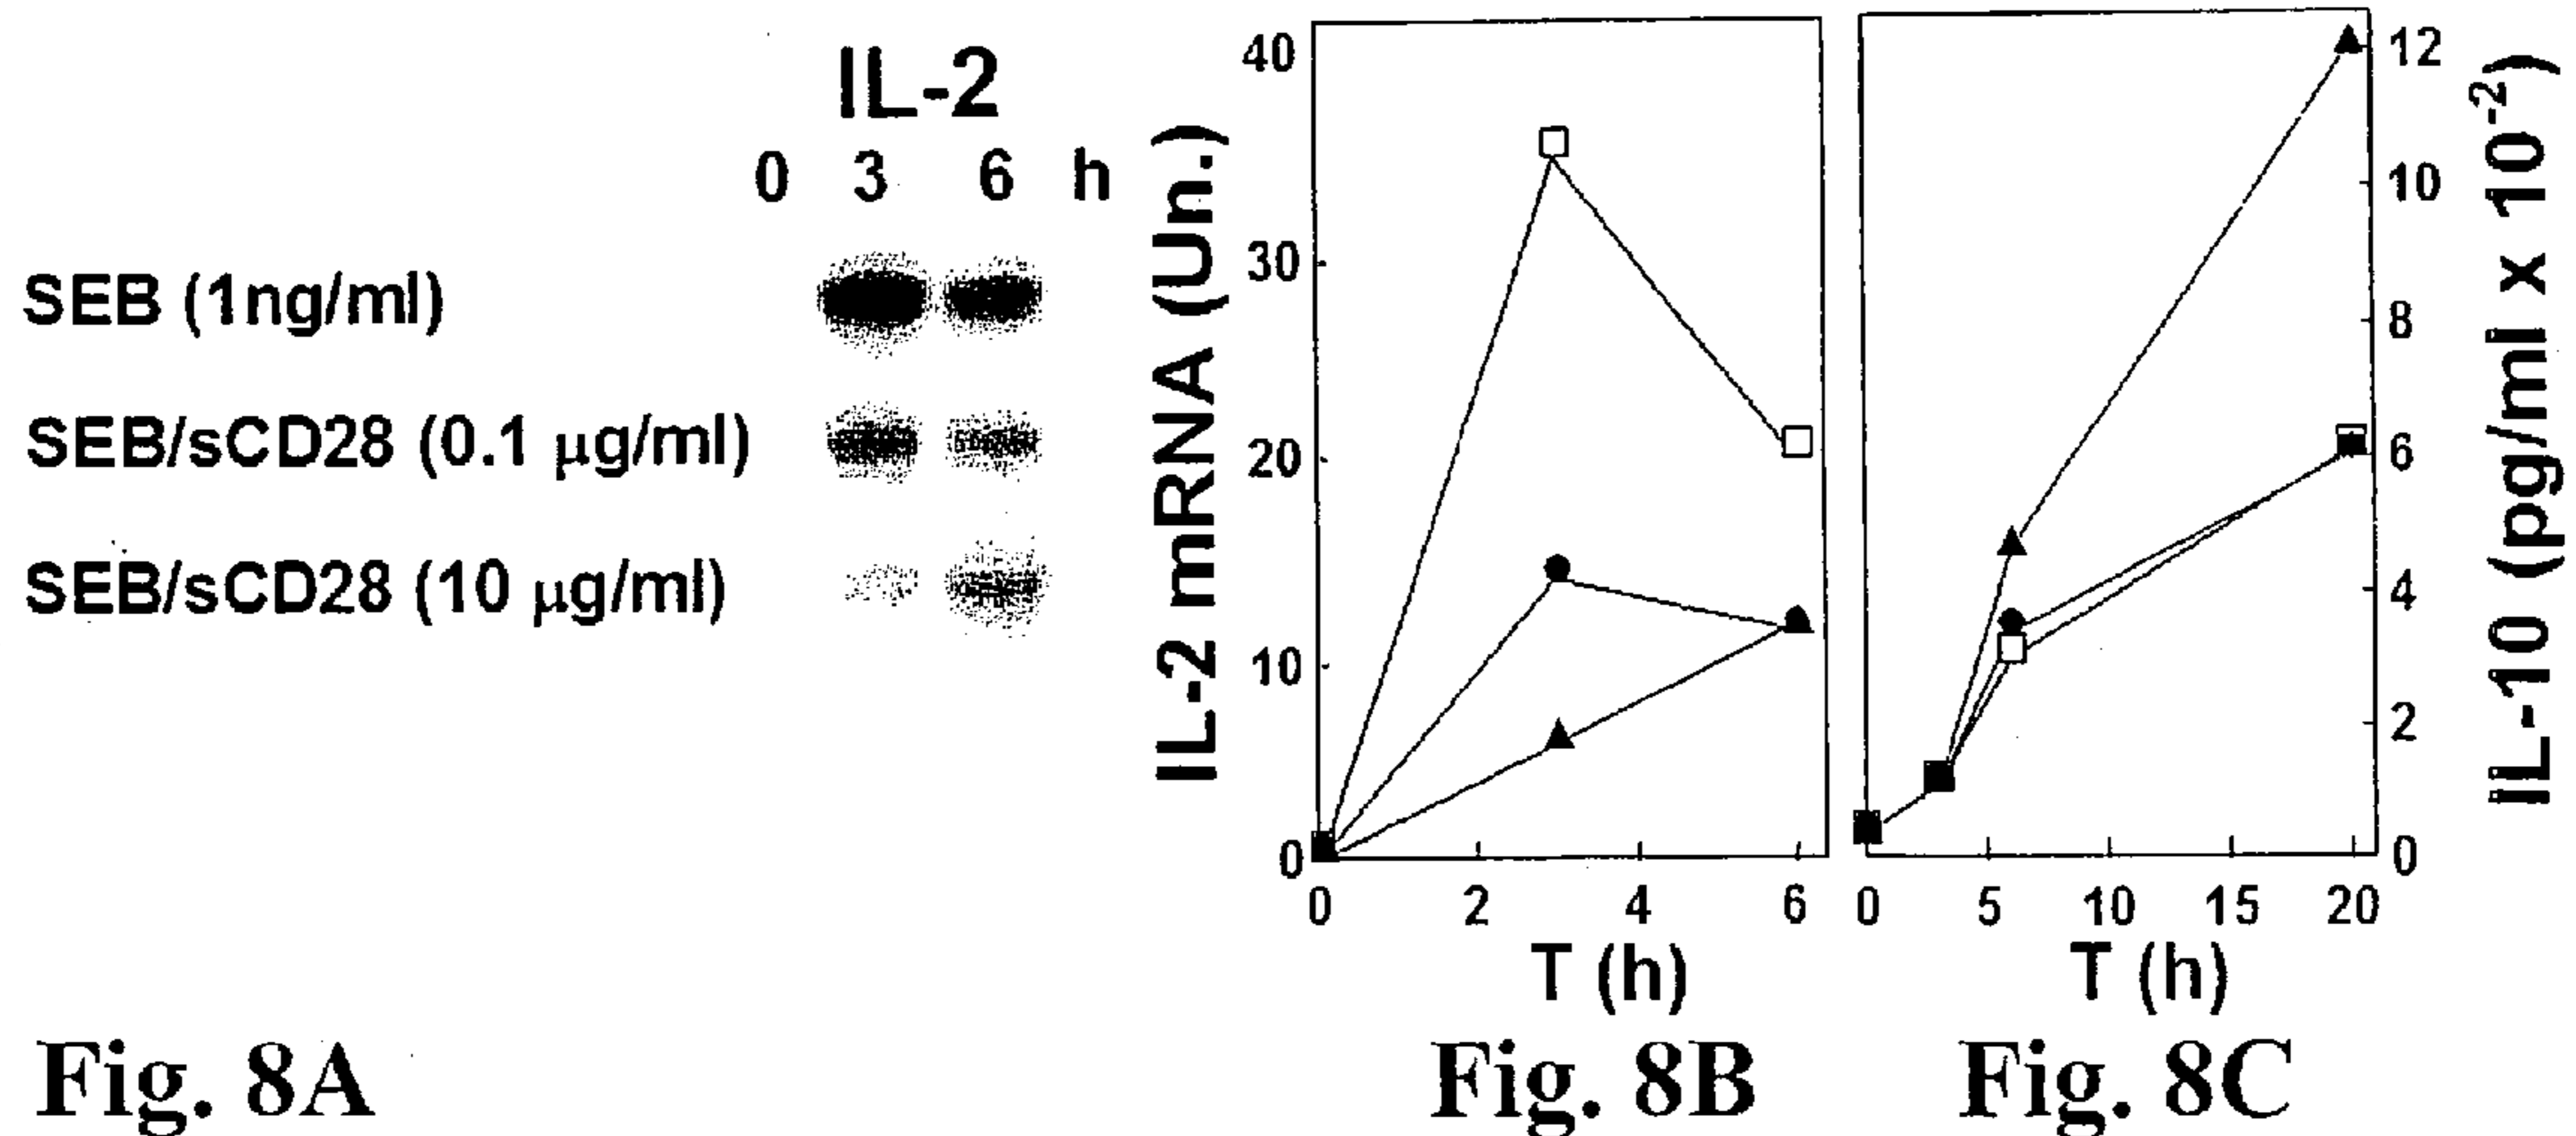 IL-2
0 3 6 h
SEB (1ng/ml)
SEB/sCD28 (0.1 µg/ml)
SEB/sCD28 (10 µg/ml)
Fig. 8A
IL-2 mRNA (Un.)
40
30
20
10
0
0 2 4 6
T (h)
Fig. 8B
12
10
8
6
4
2
0
IL-10 (pg/ml x 10⁻²)
0 5 10 15 20
T (h)
Fig. 8C